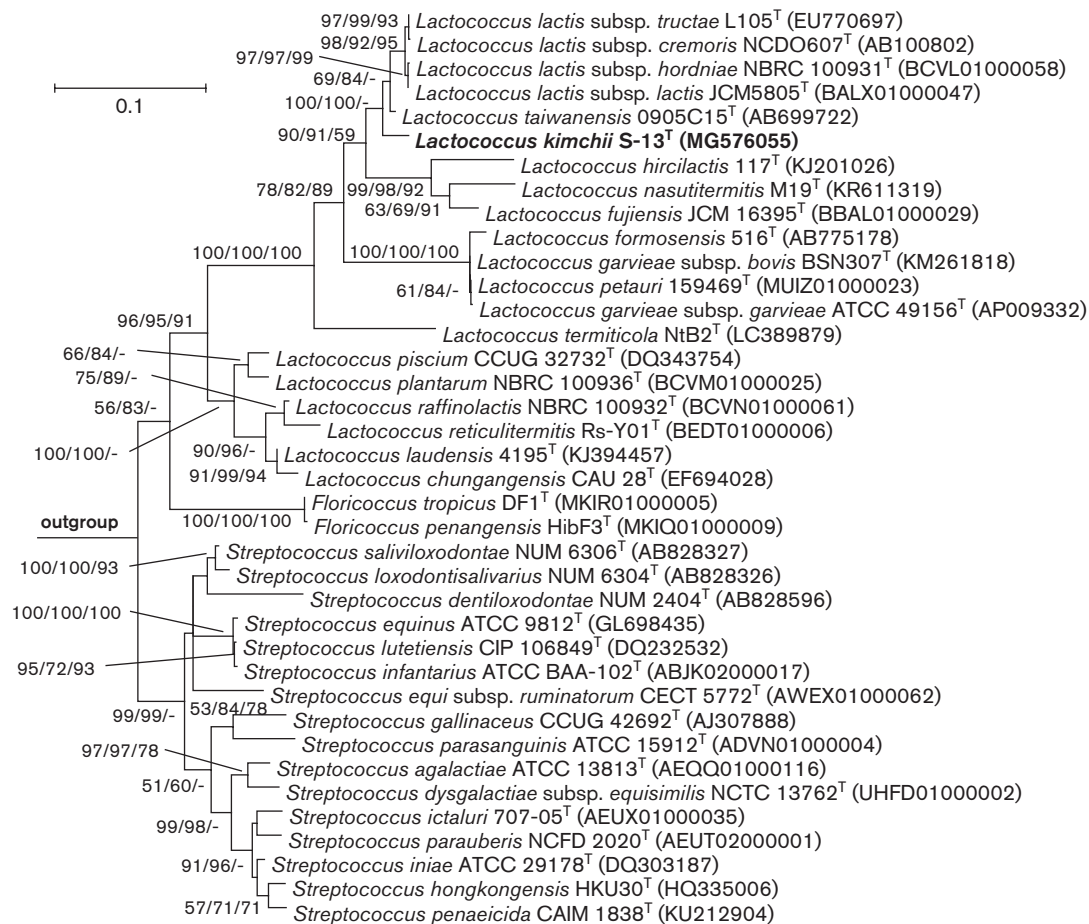 97/99/93
Lactococcus lactis subsp. tructae L105T (EU770697)
98/92/95
Lactococcus lactis subsp. cremoris NCDO607T (AB100802)
97/97/99
Lactococcus lactis subsp. hordniae NBRC 100931T (BCVL01000058)
69/84/-
Lactococcus lactis subsp. lactis JCM5805T (BALX01000047)
0.1
100/100/-
Lactococcus taiwanensis 0905C15T (AB699722)
90/91/59
Lactococcus kimchii S-13T (MG576055)
Lactococcus hircilactis 117T (KJ201026)
78/82/89
99/98/92
Lactococcus nasutitermitis M19T (KR611319)
63/69/91
Lactococcus fujiensis JCM 16395T (BBAL01000029)
Lactococcus formosensis 516T (AB775178)
100/100/100
100/100/100
Lactococcus garvieae subsp. bovis BSN307T (KM261818)
61/84/-
Lactococcus petauri 159469T (MUIZ01000023)
Lactococcus garvieae subsp. garvieae ATCC 49156T (AP009332)
96/95/91
Lactococcus termiticola NtB2T (LC389879)
66/84/-
Lactococcus piscium CCUG 32732T (DQ343754)
75/89/-
Lactococcus plantarum NBRC 100936T (BCVM01000025)
56/83/-
Lactococcus raffinolactis NBRC 100932T (BCVN01000061)
Lactococcus reticulitermitis Rs-Y01T (BEDT01000006)
100/100/-
90/96/-
Lactococcus laudensis 4195T (KJ394457)
91/99/94
Lactococcus chungangensis CAU 28T (EF694028)
Floricoccus tropicus DF1T (MKIR01000005)
outgroup
100/100/100
Floricoccus penangensis HibF3T (MKIQ01000009)
Streptococcus saliviloxodontae NUM 6306T (AB828327)
100/100/93
Streptococcus loxodontisalivarius NUM 6304T (AB828326)
Streptococcus dentiloxodontae NUM 2404T (AB828596)
100/100/100
Streptococcus equinus ATCC 9812T (GL698435)
Streptococcus lutetiensis CIP 106849T (DQ232532)
95/72/93
Streptococcus infantarius ATCC BAA-102T (ABJK02000017)
Streptococcus equi subsp. ruminatorum CECT 5772T (AWEX01000062)
99/99/-
53/84/78
Streptococcus gallinaceus CCUG 42692T (AJ307888)
Streptococcus parasanguinis ATCC 15912T (ADVN01000004)
97/97/78
Streptococcus agalactiae ATCC 13813T (AEQQ01000116)
51/60/-
Streptococcus dysgalactiae subsp. equisimilis NCTC 13762T (UHFD01000002)
Streptococcus ictaluri 707-05T (AEUX01000035)
99/98/-
Streptococcus parauberis NCFD 2020T (AEUT02000001)
91/96/-
Streptococcus iniae ATCC 29178T (DQ303187)
Streptococcus hongkongensis HKU30T (HQ335006)
57/71/71
Streptococcus penaeicida CAIM 1838T (KU212904)